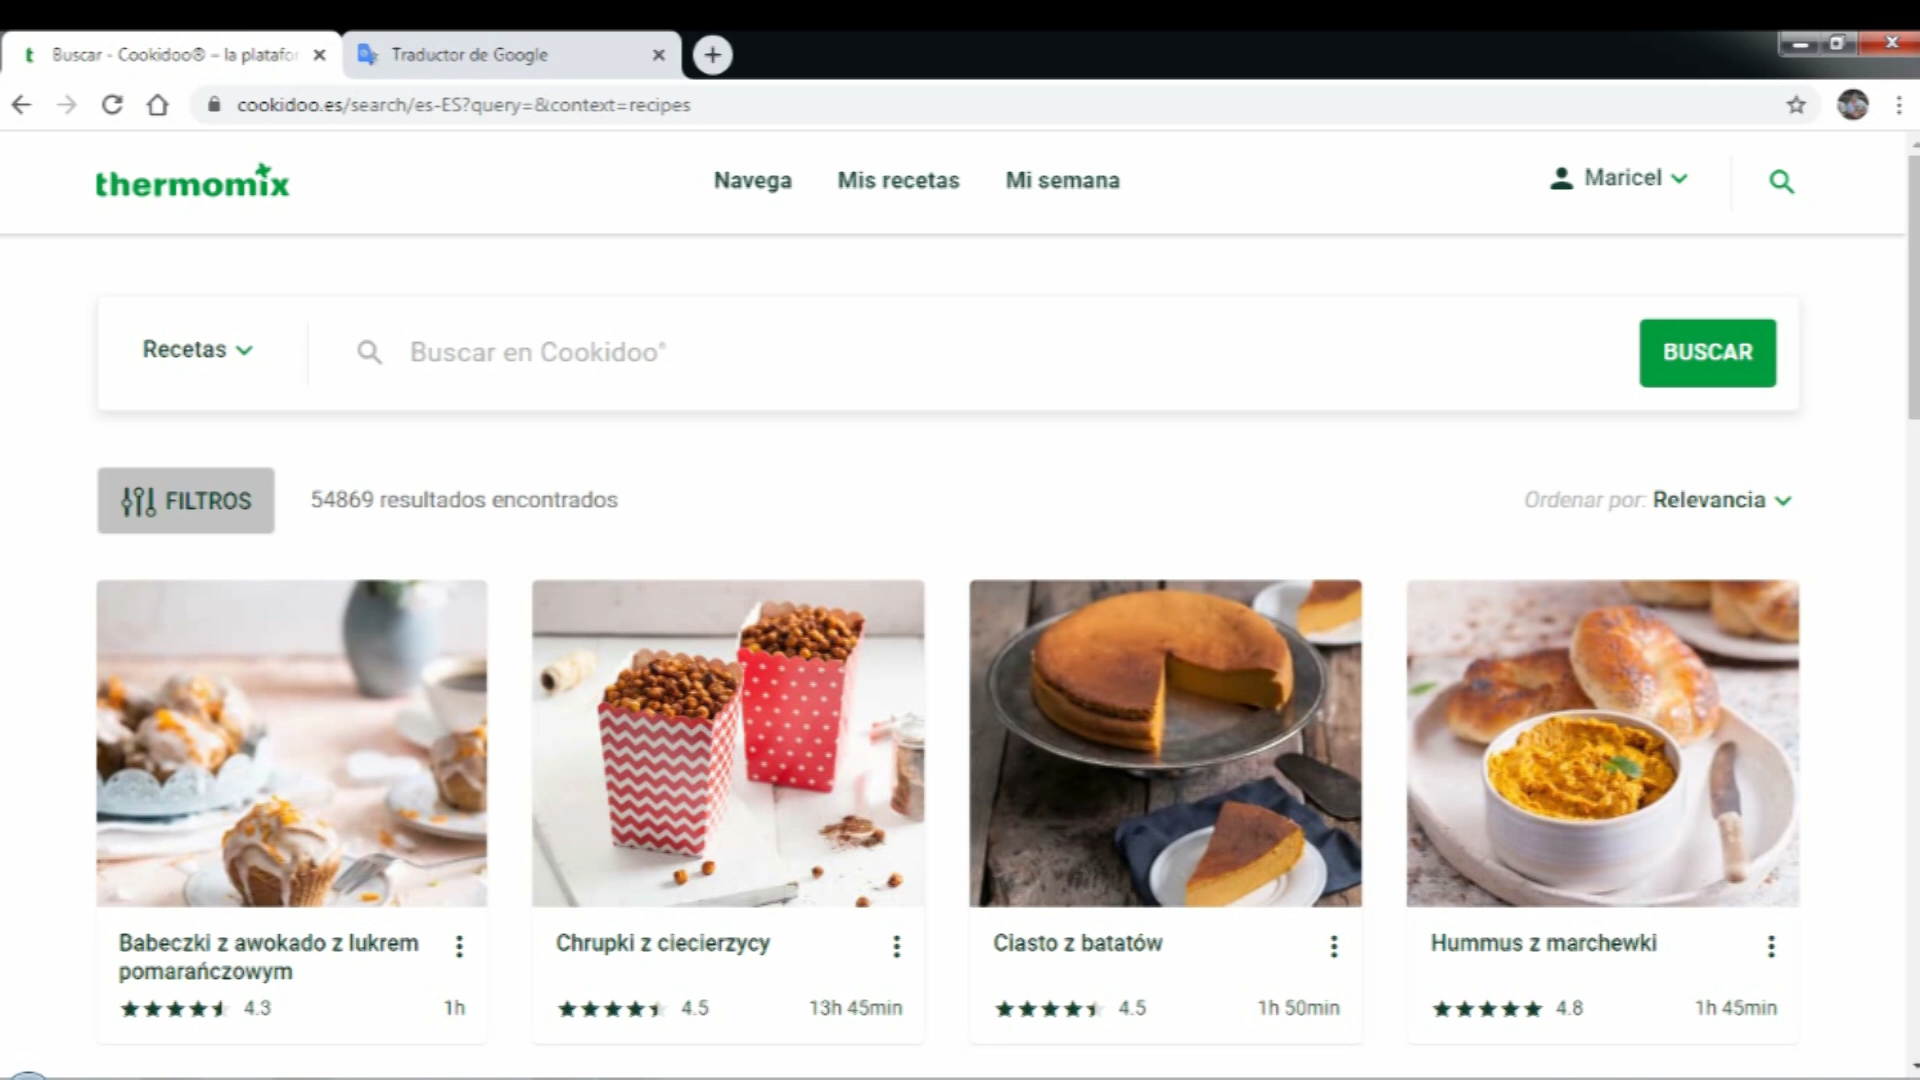 Buscar - Cookidoo® – la platafor
Traductor de Google
cookidoo.es/search/es-ES?query=&context=recipes
thermomix
Navega
Mis recetas
Mi semana
Maricel
Recetas
Buscar en Cookidoo®
BUSCAR
FILTROS
54869 resultados encontrados
Ordenar por: Relevancia
Babeczki z awokado z lukrem
pomarańczowym
4.3
1h
Chrupki z ciecierzycy
4.5
13h 45min
Ciasto z batatów
4.5
1h 50min
Hummus z marchewki
4.8
1h 45min